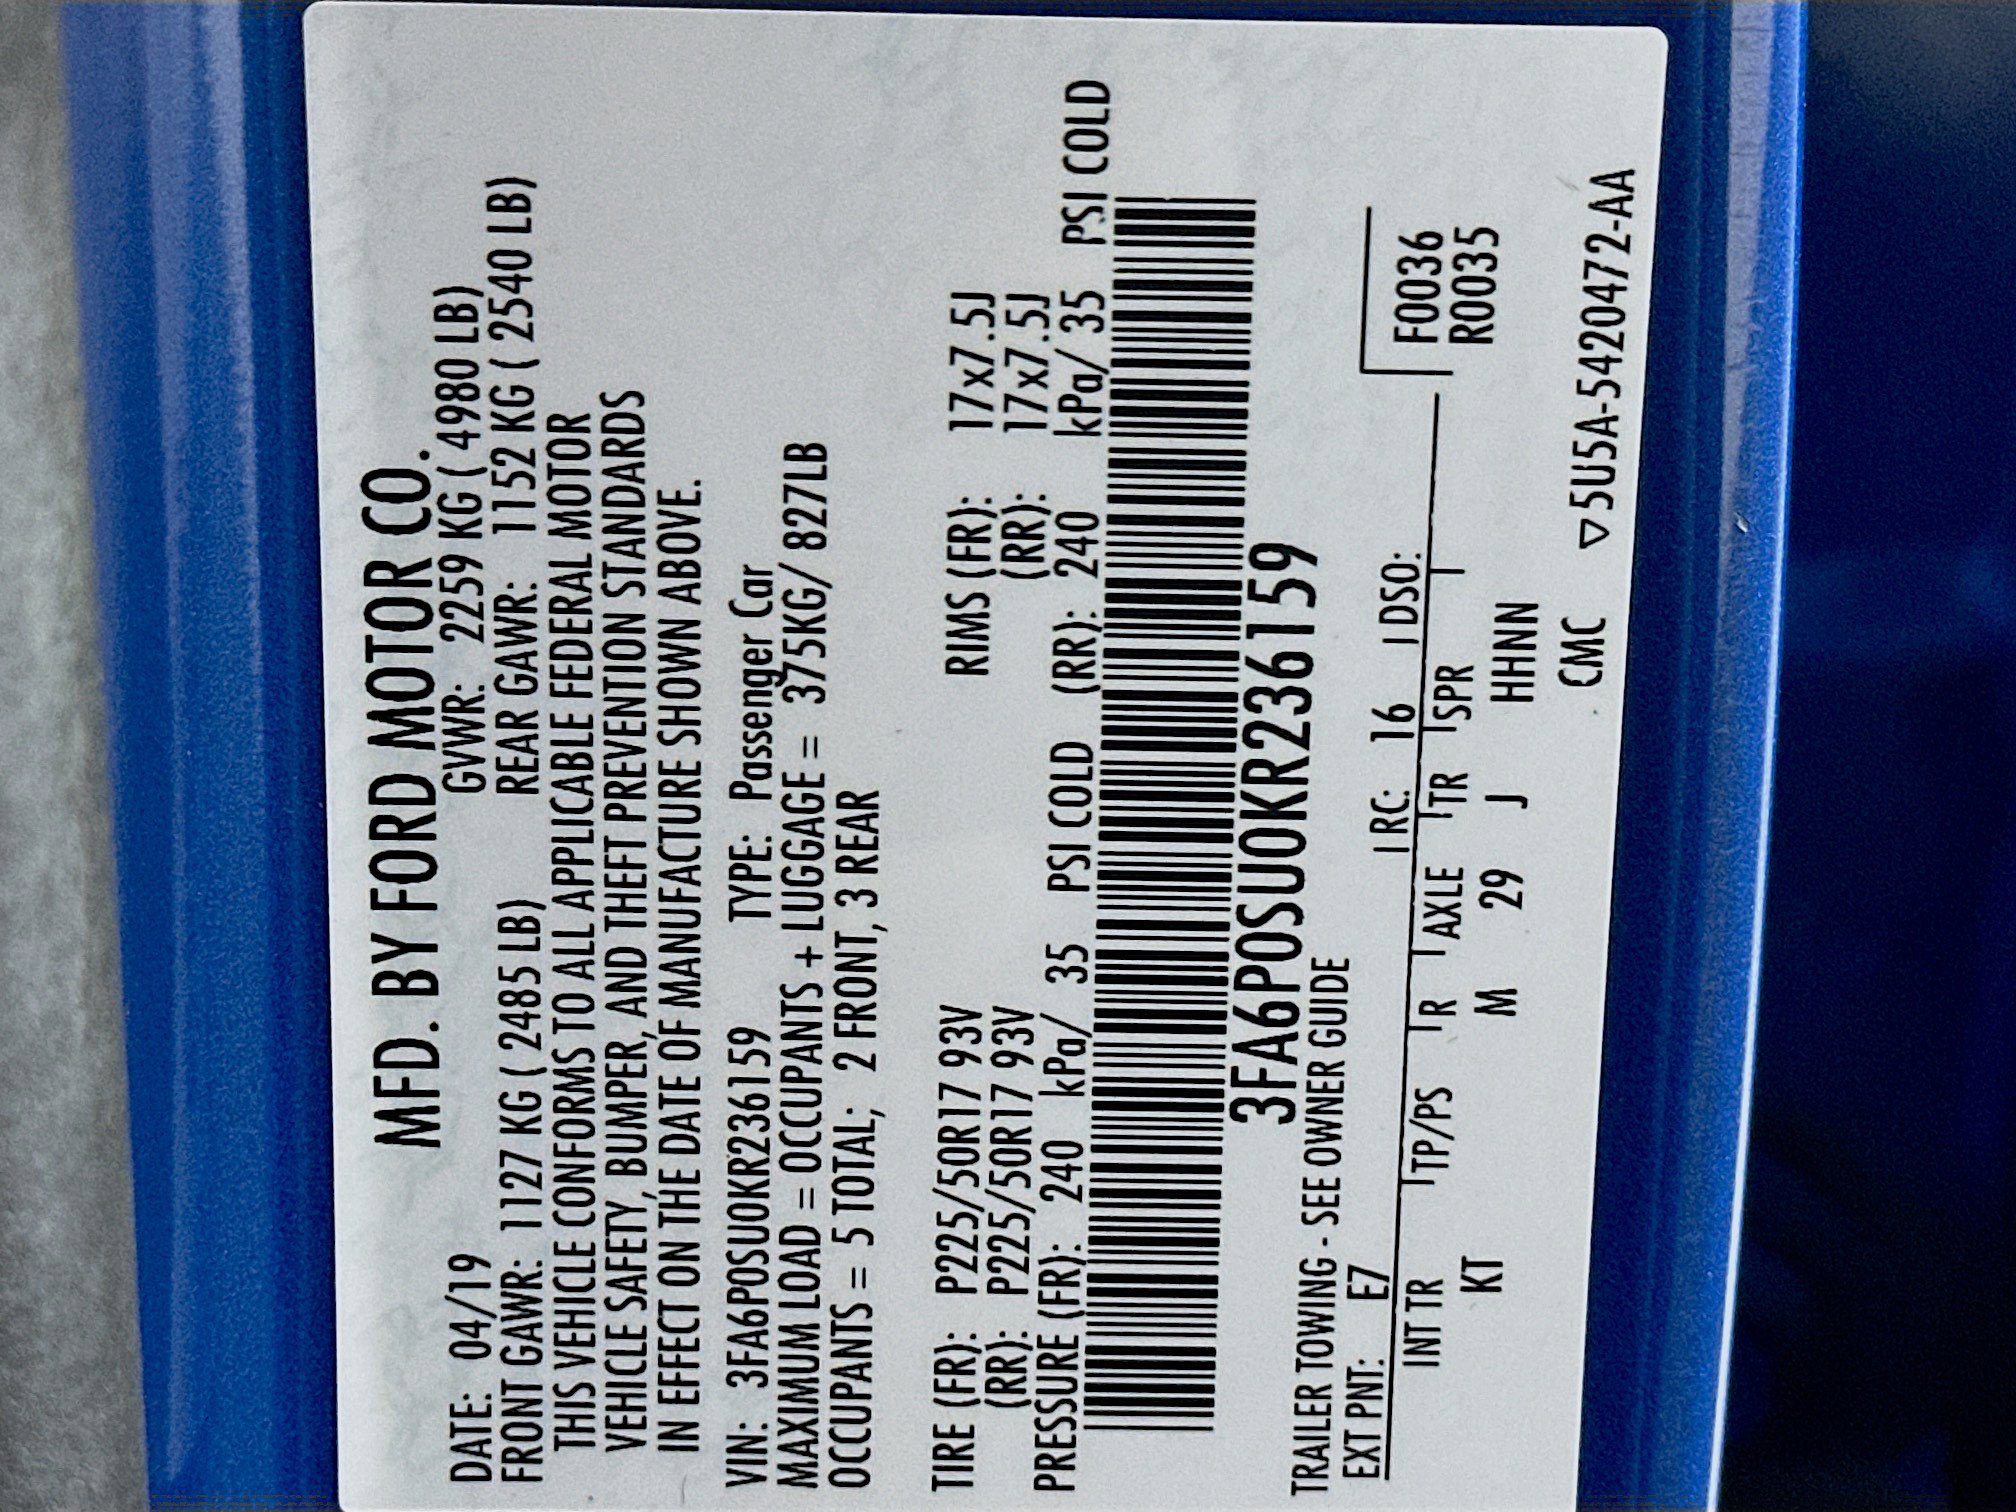 MFD. BY FORD MOTOR CO.
DATE: 04/19 GVWR: 2259 KG ( 4980 LB)
FRONT GAWR: 1127 KG ( 2485 LB) REAR GAWR: 1152 KG ( 2540 LB)
THIS VEHICLE CONFORMS TO ALL APPLICABLE FEDERAL MOTOR
VEHICLE SAFETY, BUMPER, AND THEFT PREVENTION STANDARDS
IN EFFECT ON THE DATE OF MANUFACTURE SHOWN ABOVE.
VIN: 3FA6P0SU0KR236159 TYPE: Passenger Car
MAXIMUM LOAD = OCCUPANTS + LUGGAGE = 375KG/ 827LB
OCCUPANTS = 5 TOTAL; 2 FRONT, 3 REAR
TIRE (FR): P225/50R17 93V RIMS (FR): 17x7.5J
(RR): P225/50R17 93V (RR): 17x7.5J
PRESSURE (FR): 240 kPa/ 35 PSI COLD (RR): 240 kPa/ 35 PSI COLD
3FA6P0SU0KR236159
TRAILER TOWING - SEE OWNER GUIDE
EXT PNT: E7 RC: 16 DSO: F0036
INT TR TP/PS R AXLE TR SPR R0035
KT M 29 J HHNN
CMC ▽5U5A-5420472-AA